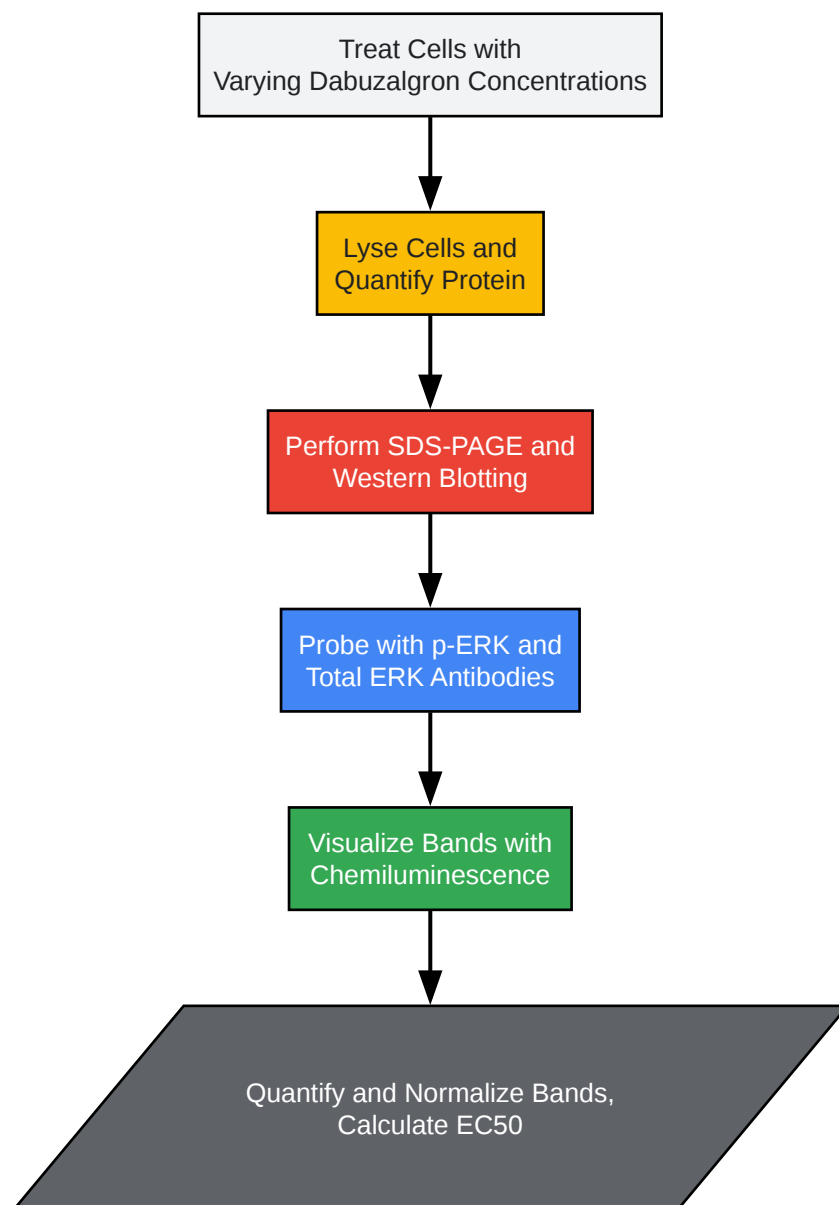 Treat Cells with
Varying Dabuzalgron Concentrations
Lyse Cells and
Quantify Protein
Perform SDS-PAGE and
Western Blotting
Probe with p-ERK and
Total ERK Antibodies
Visualize Bands with
Chemiluminescence
Quantify and Normalize Bands,
Calculate EC50